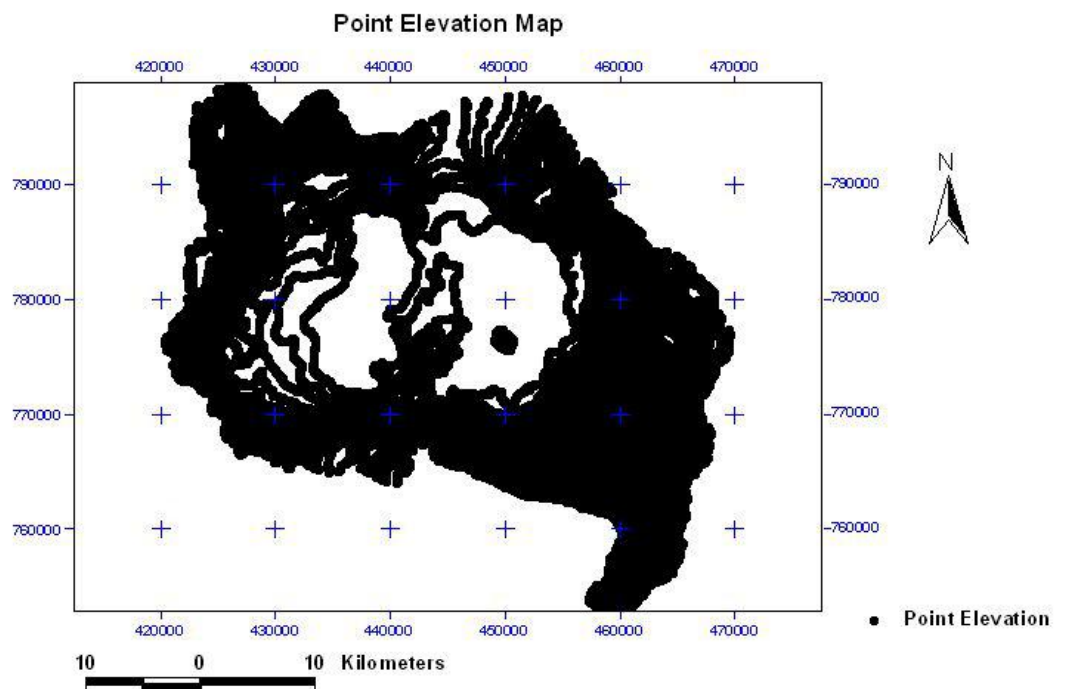 Point Elevation Map
420000 430000 440000 450000 460000 470000
N
790000 790000
780000 780000
770000 770000
760000 760000
420000 430000 440000 450000 460000 470000
Point Elevation
10 0 10 Kilometers